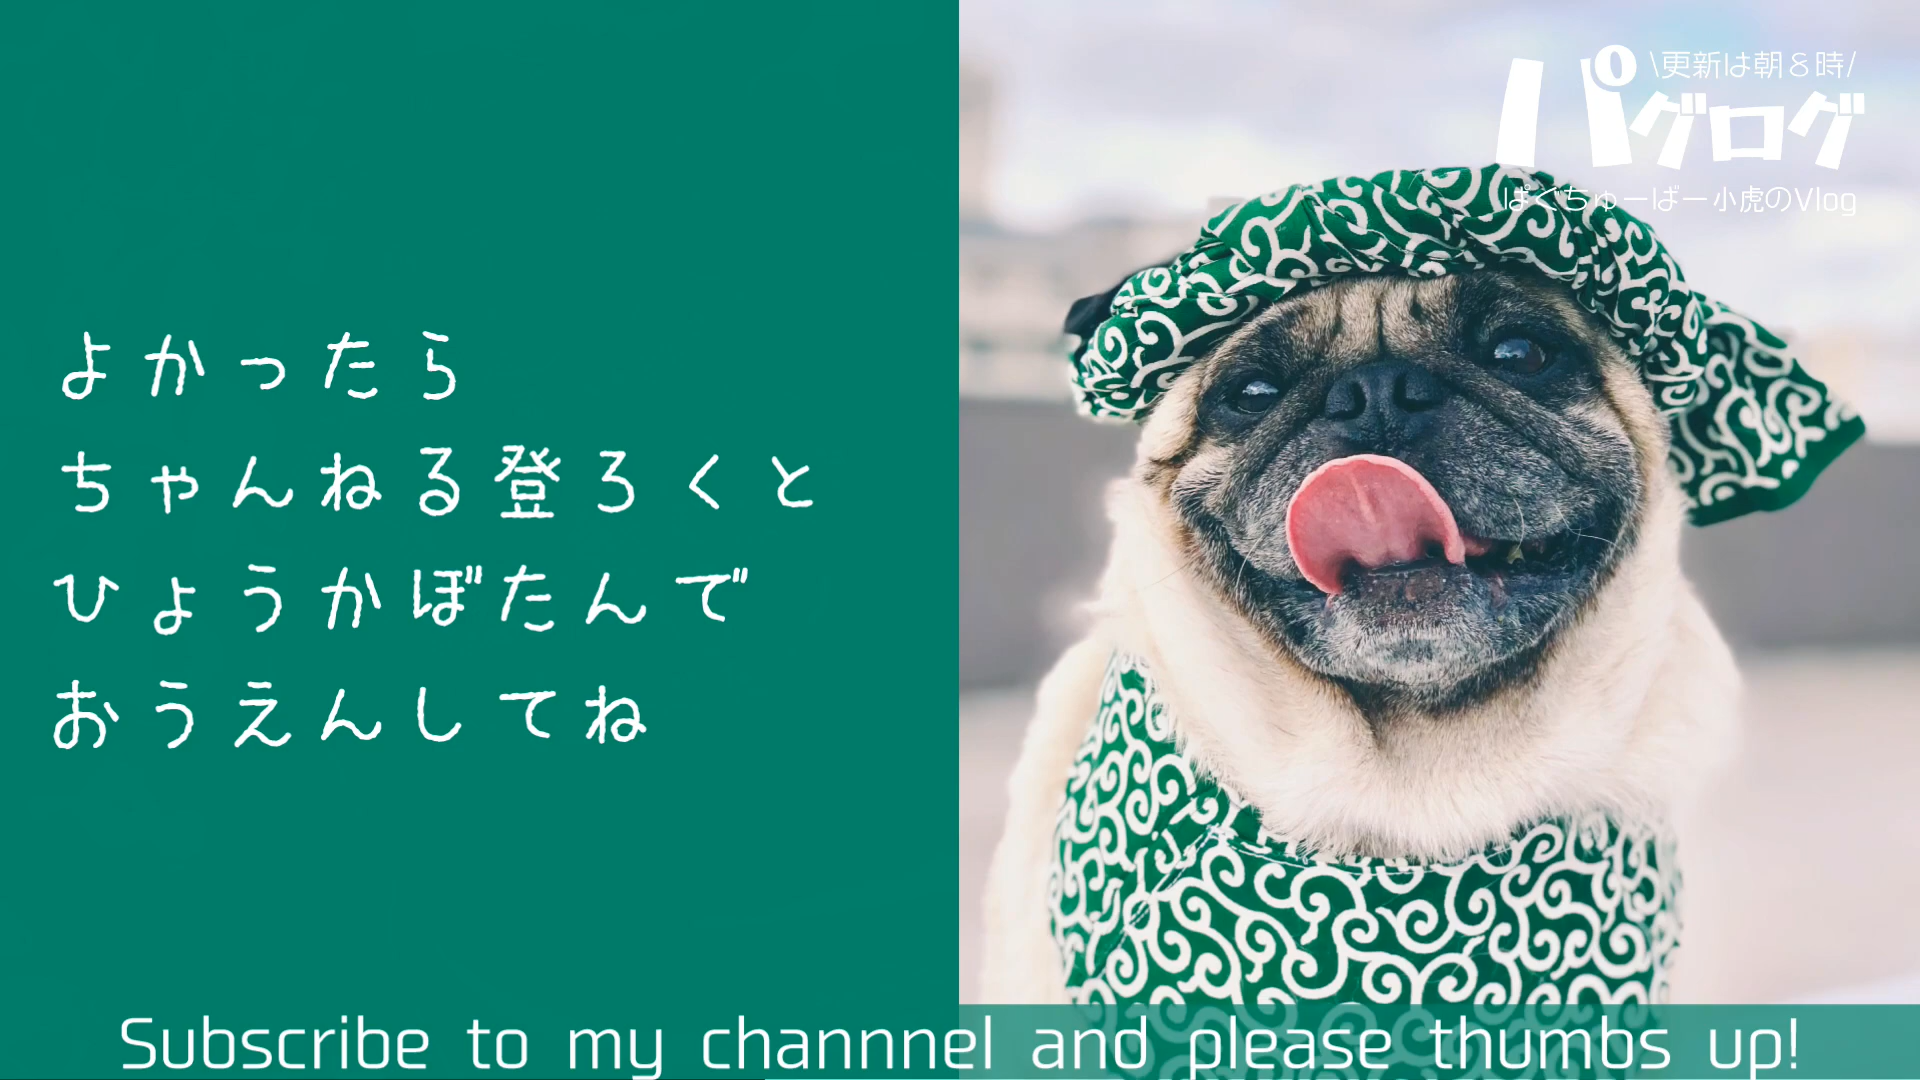 よかったら
ちゃんねる登ろくと
ひょうかぼたんで
おうえんしてね
\更新は朝8時/
パグログ
ぱぐちゅーばー小虎のVlog
Subscribe to my channnel and please thumbs up!